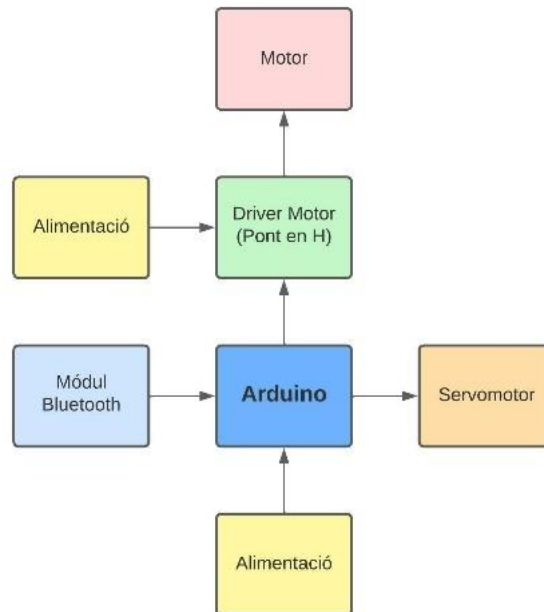 Motor
Alimentació
Driver Motor
(Pont en H)
Módul
Bluetooth
Arduino
Servomotor
Alimentació